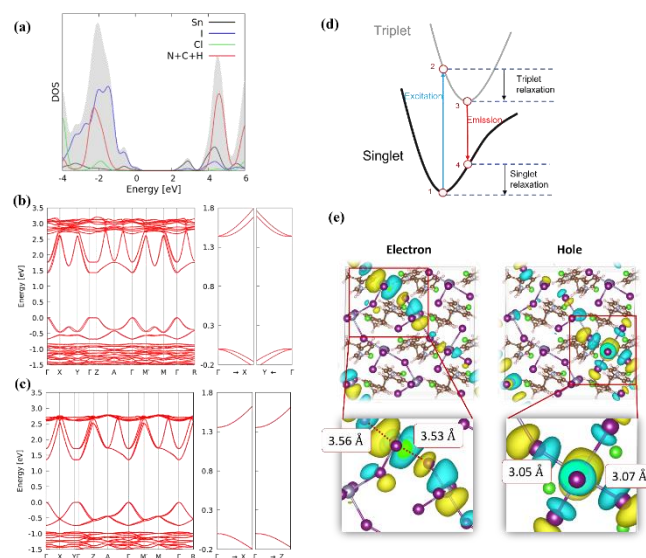 (a)
Sn
I
Cl
N+C+H
DOS
-4 -2 0 2 4 6
Energy [eV]
(b)
3.5
3.0
2.5
2.0
1.5
1.0
0.5
0.0
-0.5
-1.0
-1.5
Energy [eV]
Γ X Y Γ Z A Γ M' M Γ R
1.8
1.3
0.3
-0.2
Γ → X Y ← Γ
(c)
3.5
3.0
2.5
2.0
1.5
1.0
0.5
0.0
-0.5
-1.0
-1.5
Energy [eV]
Γ X Y Γ Z A Γ M' M Γ R
1.8
1.3
0.3
-0.2
Γ → X Γ → Z
(d)
Triplet
2
Excitation
3
Triplet
relaxation
Emission
Singlet
4
1
Singlet
relaxation
(e)
Electron Hole
3.56 Å
3.53 Å
3.05 Å
3.07 Å